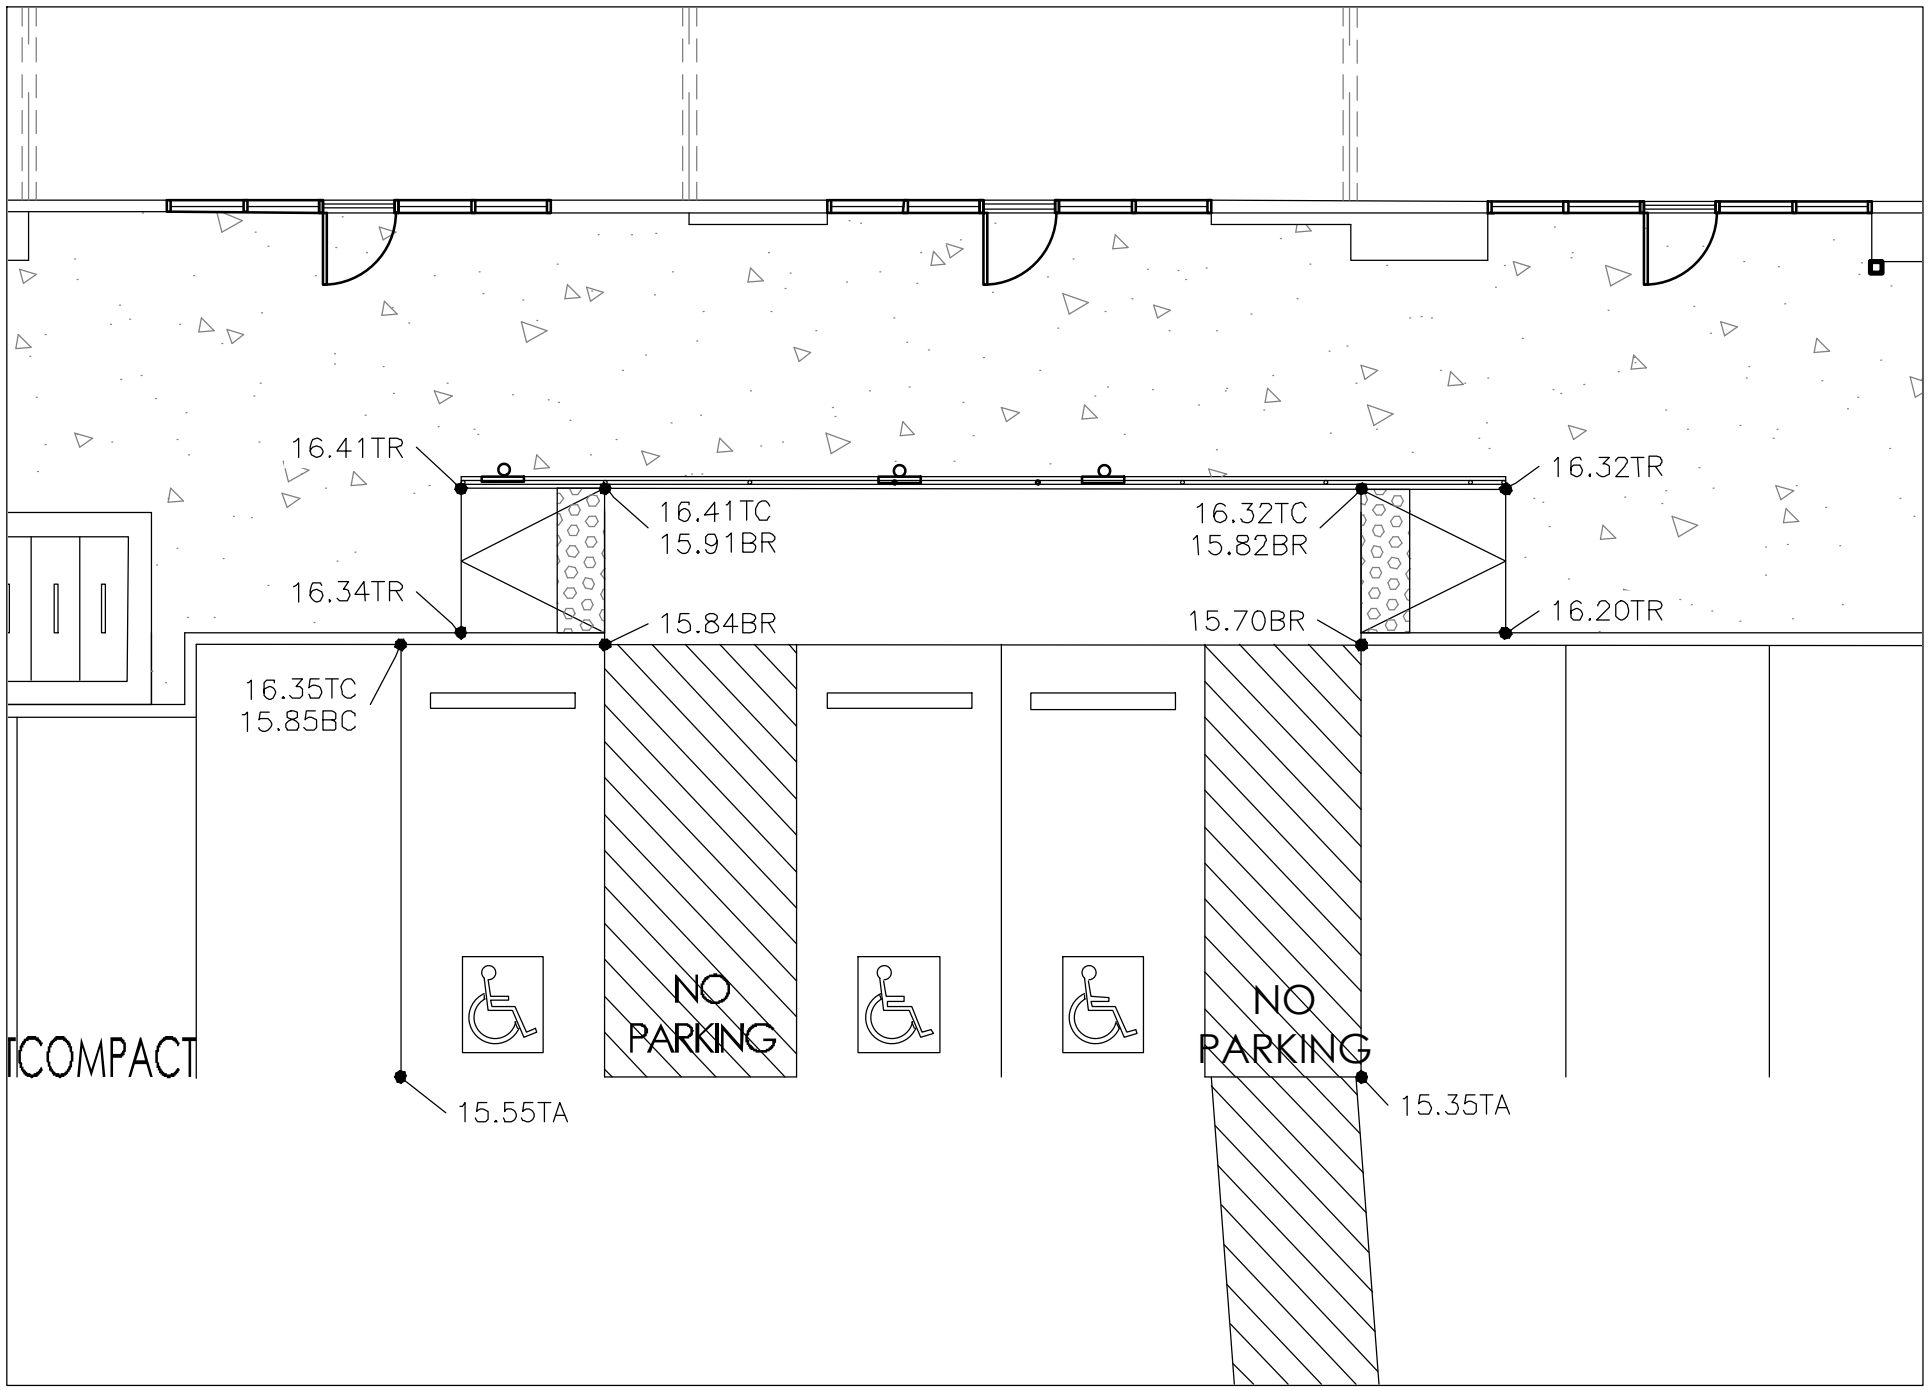 16.41TR
16.32TR
16.41TC
15.91BR
16.32TC
15.82BR
16.34TR
16.20TR
15.84BR
15.70BR
16.35TC
15.85BC
NO
PARKING
NO
PARKING
COMPACT
15.55TA
15.35TA